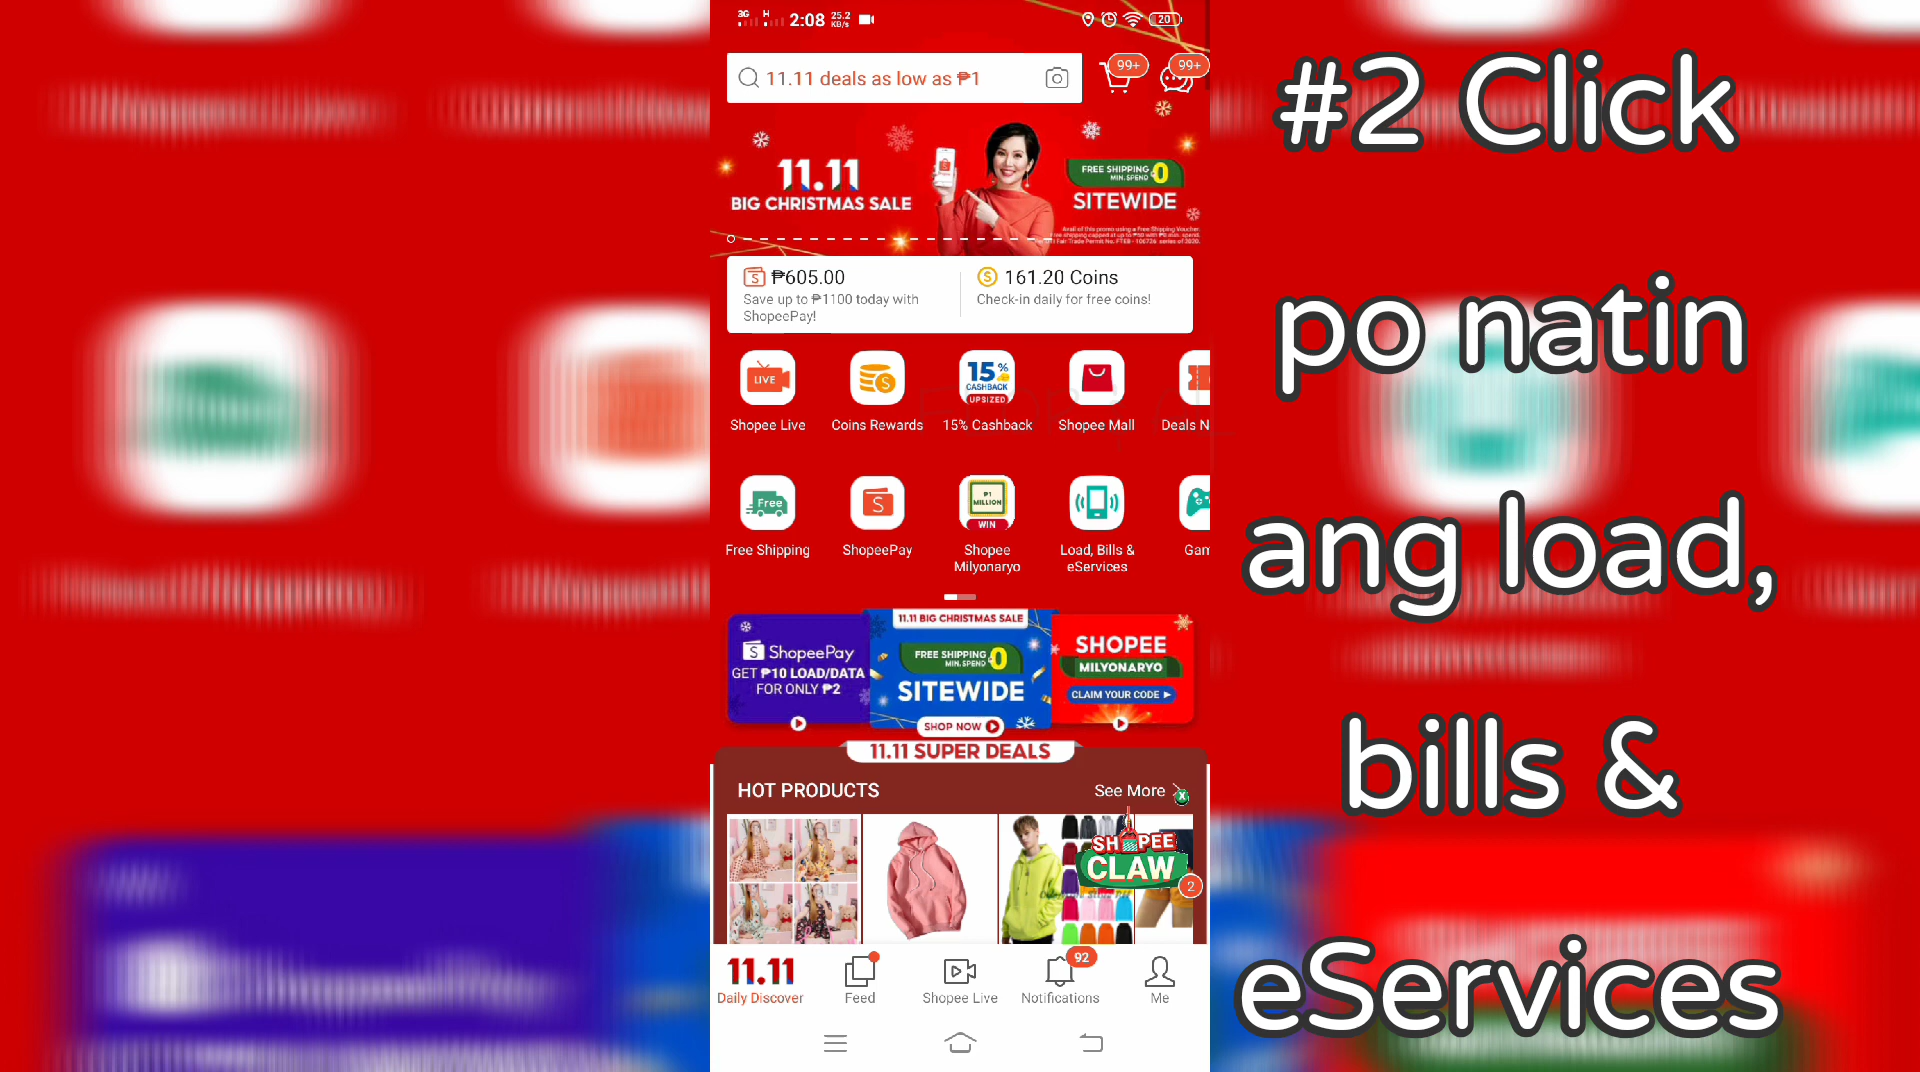 3G H 2:08 25.2 KB/s
20
11.11 deals as low as ₱1
99+
99+
11.11
BIG CHRISTMAS SALE
FREE SHIPPING
MIN. SPEND ₱0
SITEWIDE
₱605.00
Save up to ₱1100 today with
ShopeePay!
161.20 Coins
Check-in daily for free coins!
LIVE
15%
CASHBACK
UPSIZED
Shopee Live
Coins Rewards
15% Cashback
Shopee Mall
Deals N
Free
₱1
MILLION
WIN
Free Shipping
ShopeePay
Shopee
Milyonaryo
Load, Bills &
eServices
Gam
ShopeePay
GET ₱10 LOAD/DATA
FOR ONLY ₱2
11.11 BIG CHRISTMAS SALE
FREE SHIPPING
MIN. SPEND ₱0
SITEWIDE
SHOP NOW
SHOPEE
MILYONARYO
CLAIM YOUR CODE
11.11 SUPER DEALS
HOT PRODUCTS
See More
SHOPEE
CLAW
2
11.11
92
Daily Discover
Feed
Shopee Live
Notifications
Me
#2 Click
po natin
ang load,
bills &
eServices